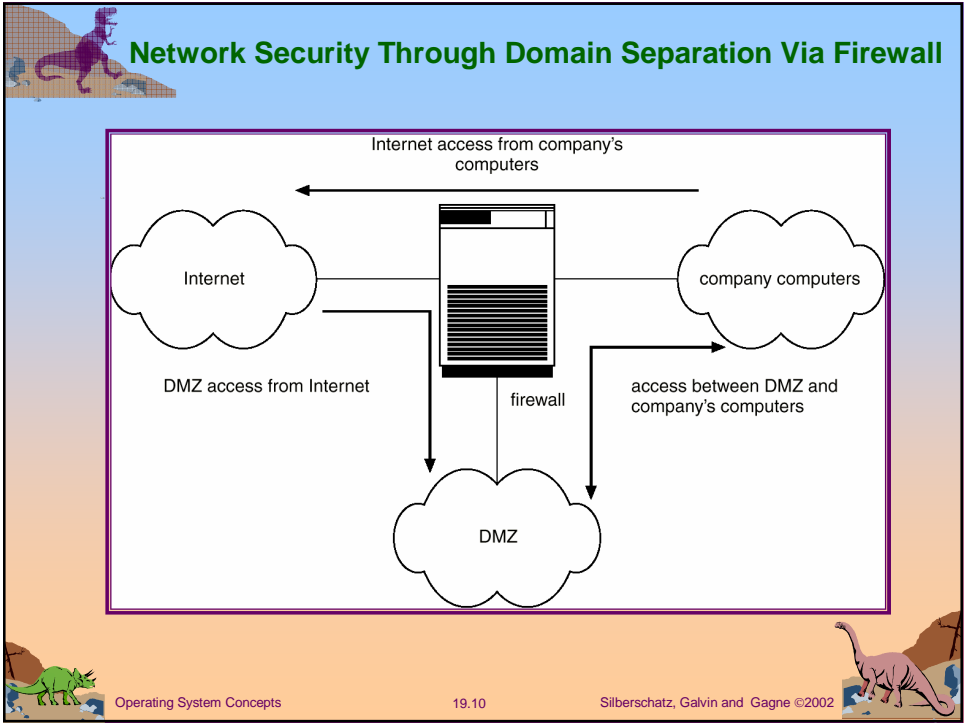 Network Security Through Domain Separation Via Firewall
Internet access from company's
computers
Internet
company computers
DMZ access from Internet
firewall
access between DMZ and
company's computers
DMZ
Operating System Concepts
19.10
Silberschatz, Galvin and Gagne ©2002